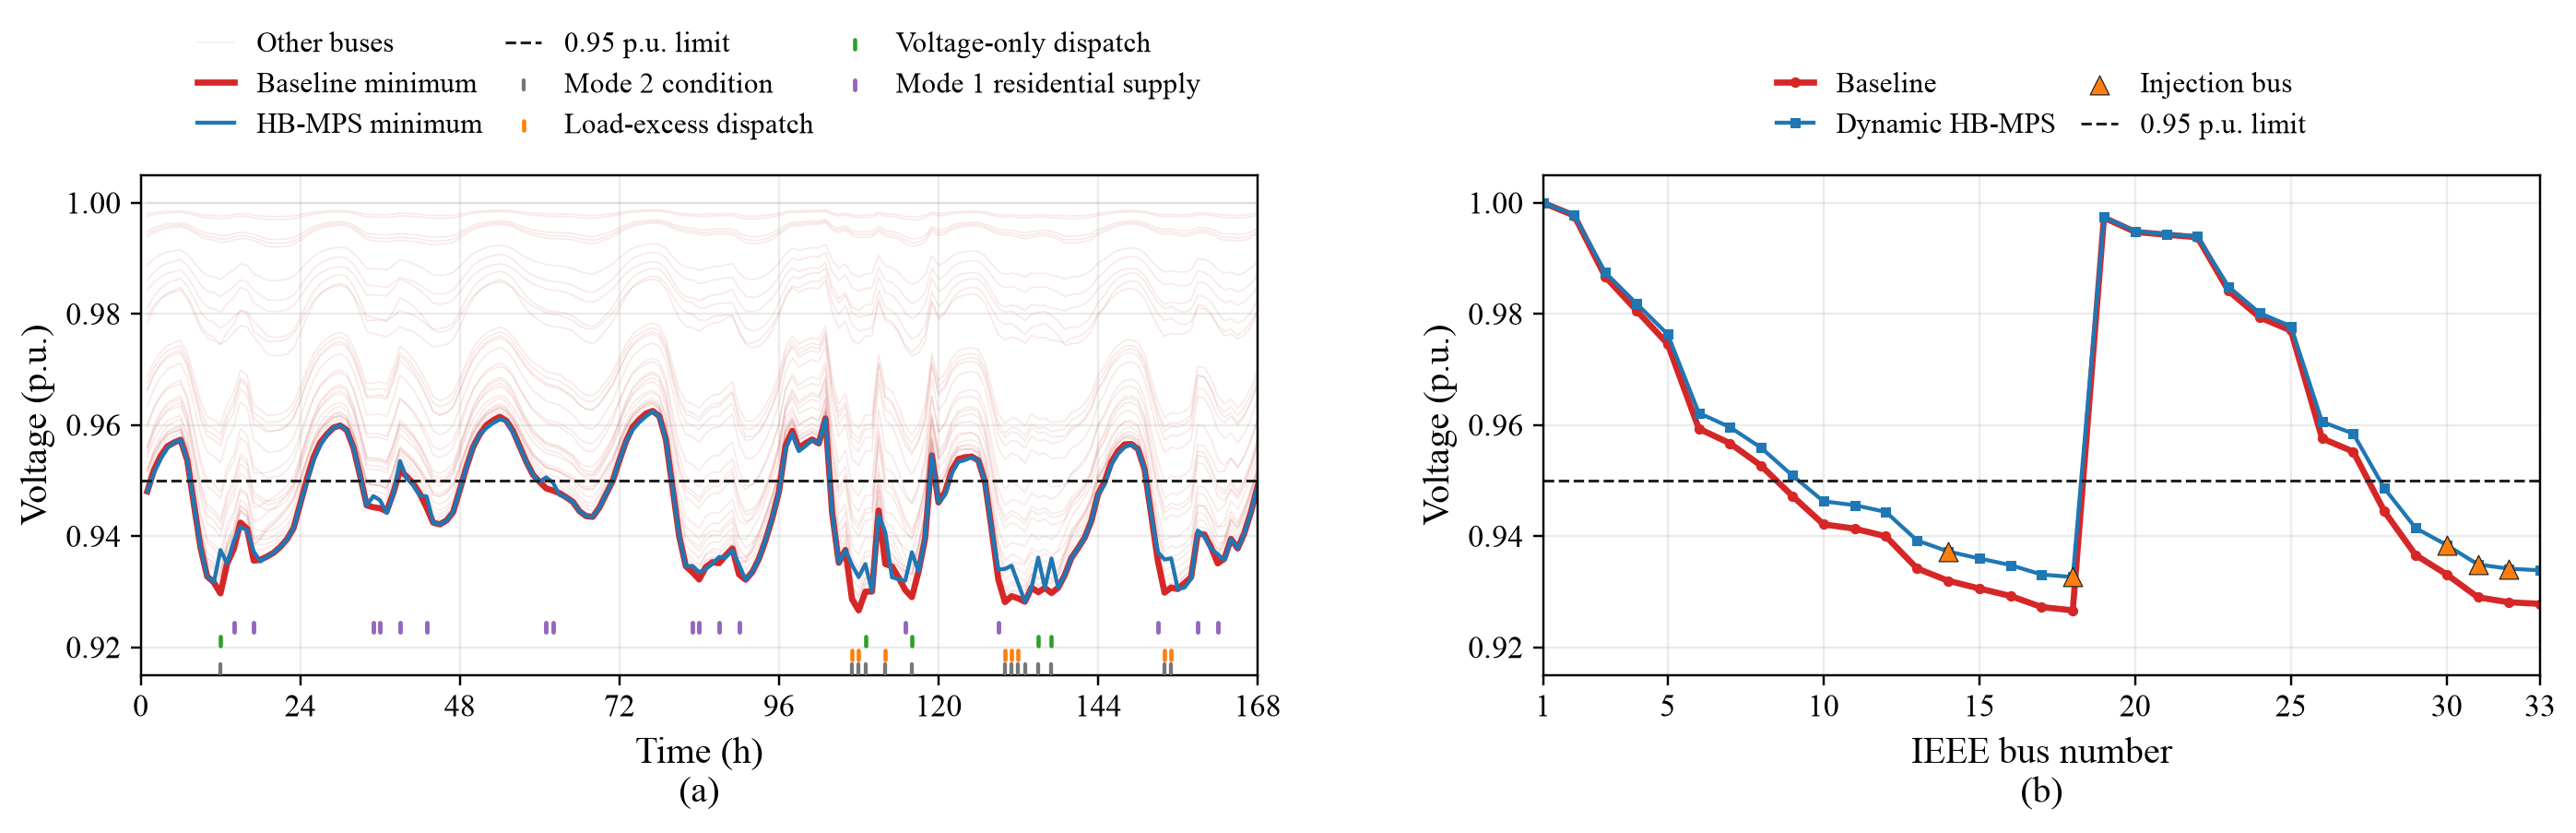 Other buses
Baseline minimum
HB-MPS minimum
0.95 p.u. limit
Mode 2 condition
Load-excess dispatch
Voltage-only dispatch
Mode 1 residential supply
Voltage (p.u.)
1.00
0.98
0.96
0.94
0.92
0 24 48 72 96 120 144 168
Time (h)
(a)
Baseline
Dynamic HB-MPS
Injection bus
0.95 p.u. limit
Voltage (p.u.)
1.00
0.98
0.96
0.94
0.92
1 5 10 15 20 25 30 33
IEEE bus number
(b)